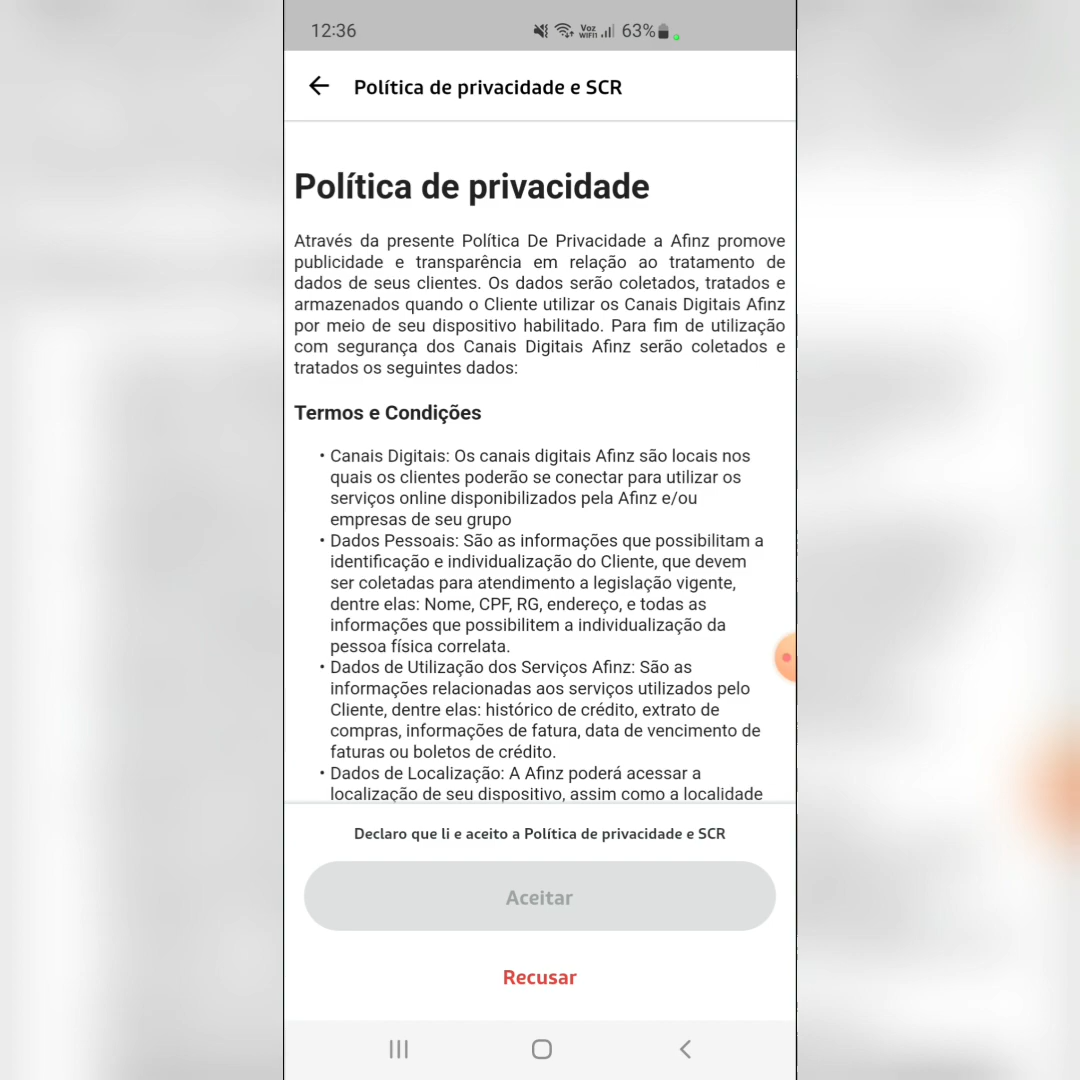 12:36
Voz
WIFI1
63%
Política de privacidade e SCR
Política de privacidade
Através da presente Política De Privacidade a Afinz promove
publicidade e transparência em relação ao tratamento de
dados de seus clientes. Os dados serão coletados, tratados e
armazenados quando o Cliente utilizar os Canais Digitais Afinz
por meio de seu dispositivo habilitado. Para fim de utilização
com segurança dos Canais Digitais Afinz serão coletados e
tratados os seguintes dados:
Termos e Condições
• Canais Digitais: Os canais digitais Afinz são locais nos
quais os clientes poderão se conectar para utilizar os
serviços online disponibilizados pela Afinz e/ou
empresas de seu grupo
• Dados Pessoais: São as informações que possibilitam a
identificação e individualização do Cliente, que devem
ser coletadas para atendimento a legislação vigente,
dentre elas: Nome, CPF, RG, endereço, e todas as
informações que possibilitem a individualização da
pessoa física correlata.
• Dados de Utilização dos Serviços Afinz: São as
informações relacionadas aos serviços utilizados pelo
Cliente, dentre elas: histórico de crédito, extrato de
compras, informações de fatura, data de vencimento de
faturas ou boletos de crédito.
• Dados de Localização: A Afinz poderá acessar a
localização de seu dispositivo, assim como a localidade
Declaro que li e aceito a Política de privacidade e SCR
Aceitar
Recusar